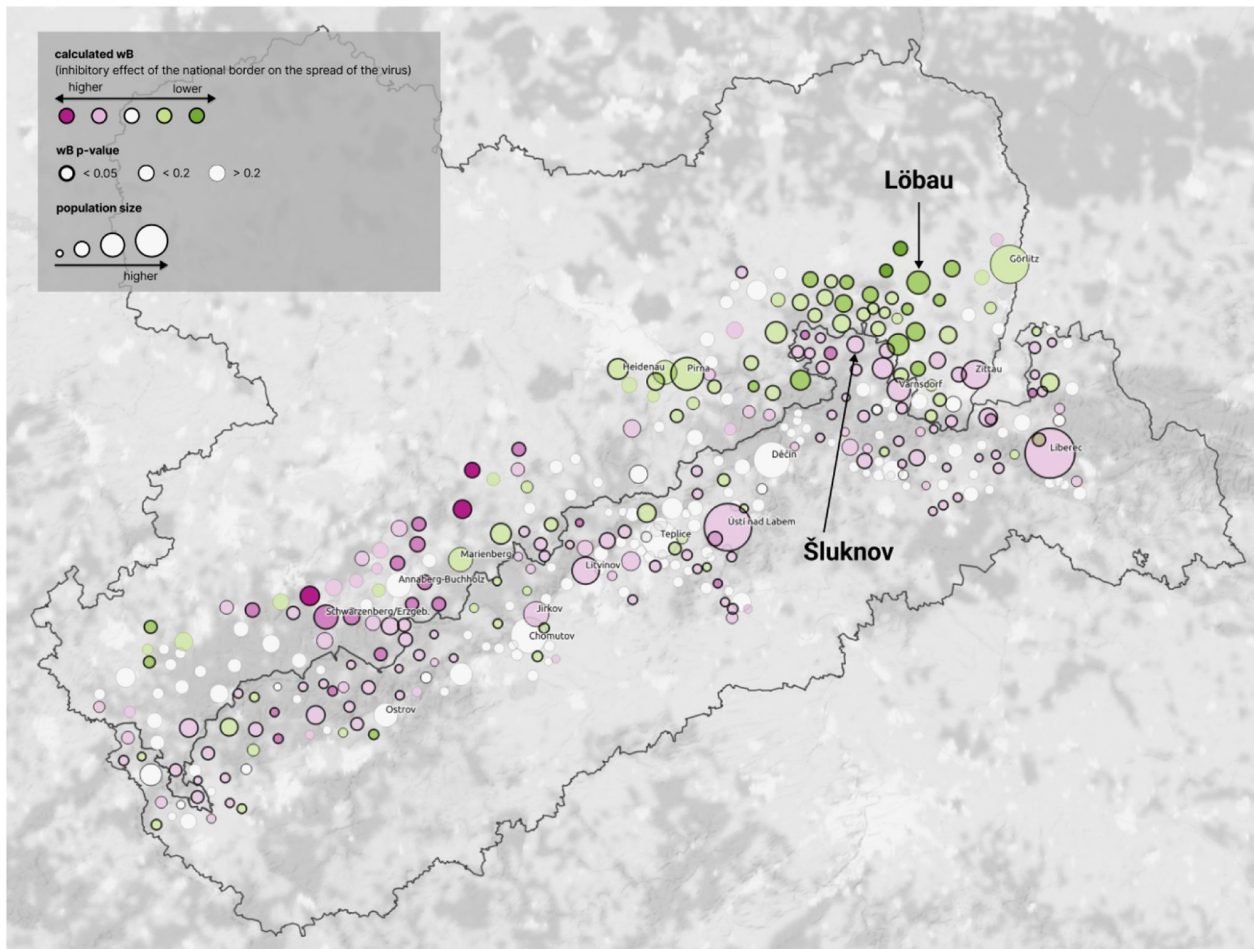 calculated wB
(inhibitory effect of the national border on the spread of the virus)
higher lower
wB p-value
< 0.05 < 0.2 > 0.2
population size
higher
Löbau
Görlitz
Heidenau
Pirna
Zittau
Varnsdorf
Liberec
Děčín
Ústí nad Labem
Šluknov
Teplice
Marienberg
Litvínov
Annaberg-Buchholz
Schwarzenberg/Erzgeb.
Jirkov
Chomutov
Ostrov